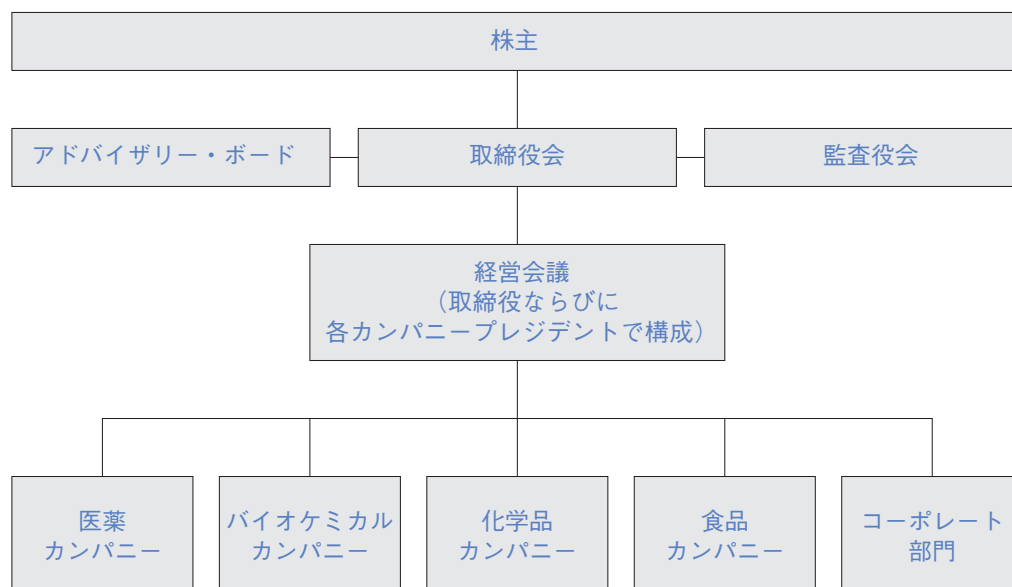 株主
アドバイザリー・ボード
取締役会
監査役会
経営会議
（取締役ならびに
各カンパニープレジデントで構成）
医薬
カンパニー
バイオケミカル
カンパニー
化学品
カンパニー
食品
カンパニー
コーポレート
部門